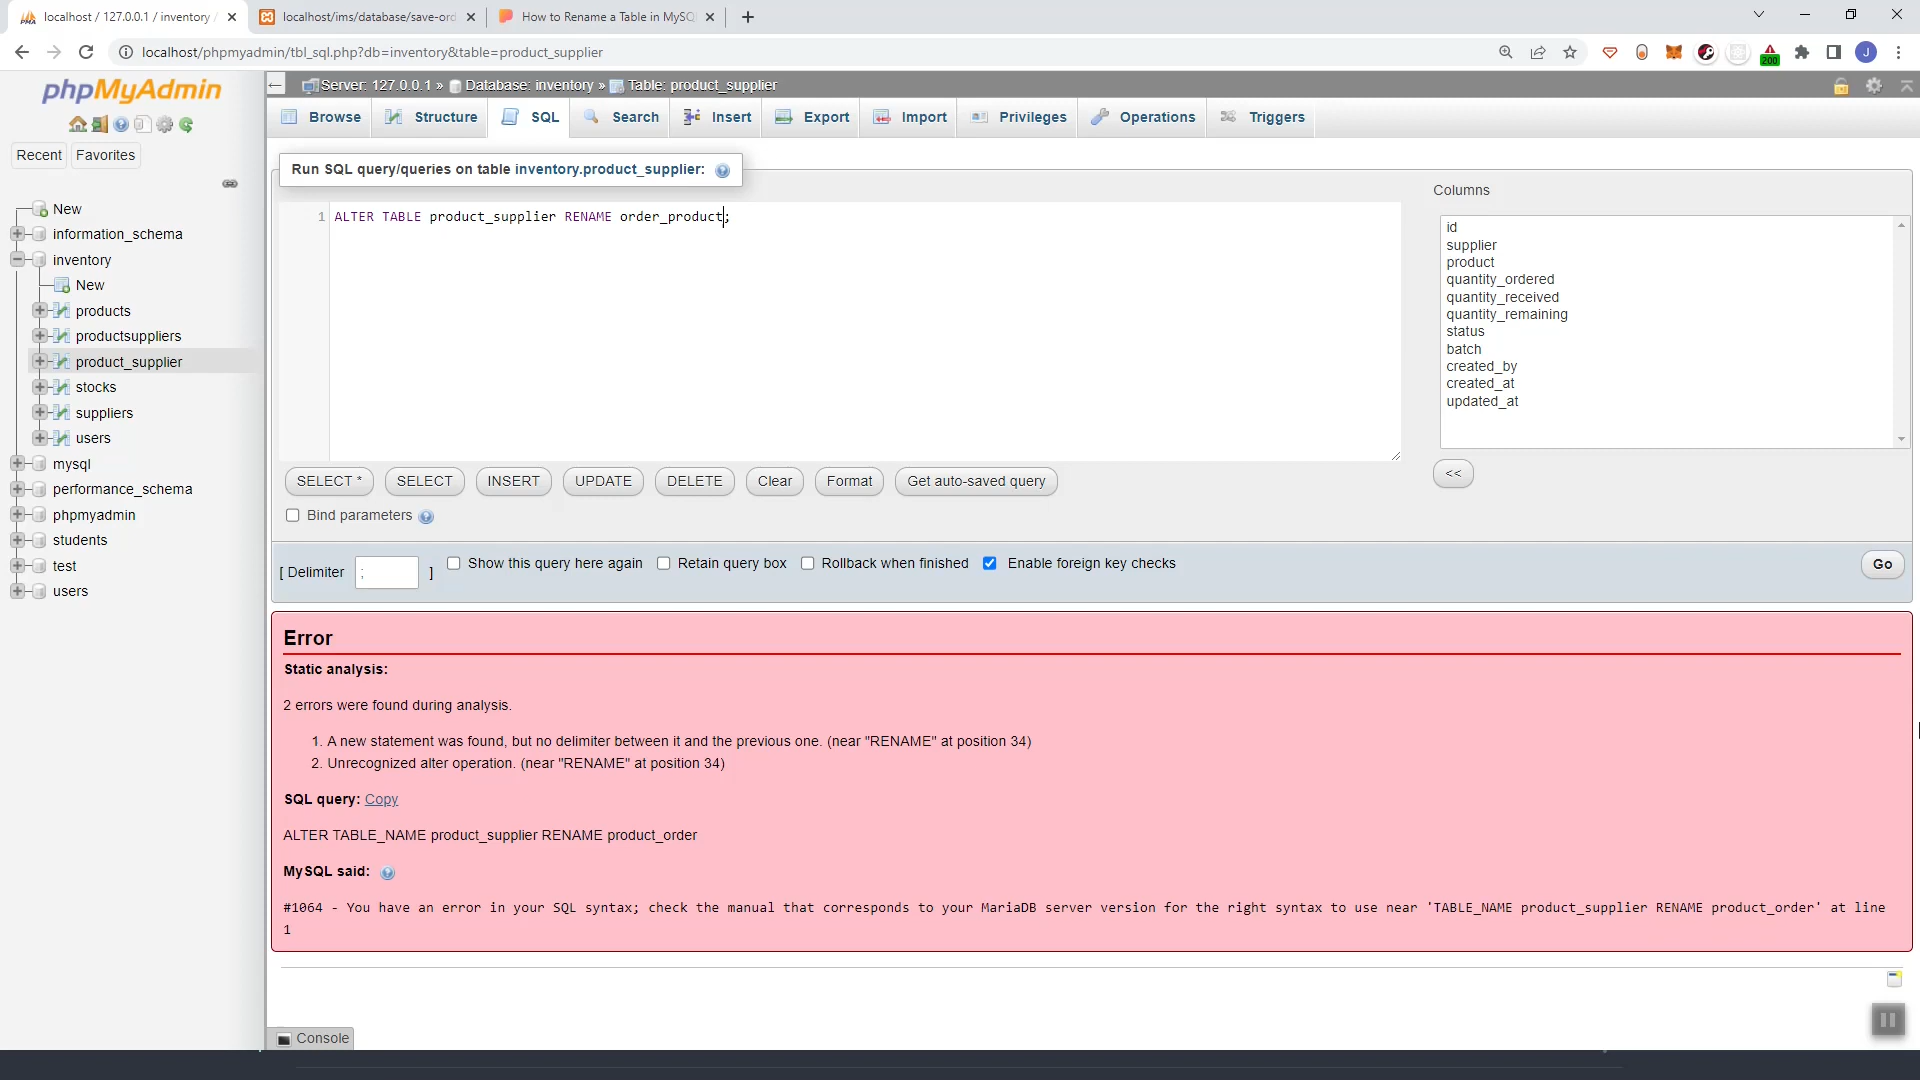 localhost / 127.0.0.1 / inventory /
localhost/ims/database/save-ord
How to Rename a Table in MySQL
localhost/phpmyadmin/tbl_sql.php?db=inventory&table=product_supplier
J
200
phpMyAdmin
Recent
Favorites
New
information_schema
inventory
New
products
productsuppliers
product_supplier
stocks
suppliers
users
mysql
performance_schema
phpmyadmin
students
test
users
Server: 127.0.0.1 » Database: inventory » Table: product_supplier
Browse
Structure
SQL
Search
Insert
Export
Import
Privileges
Operations
Triggers
Run SQL query/queries on table inventory.product_supplier:
1 ALTER TABLE product_supplier RENAME order_product;
Columns
id
supplier
product
quantity_ordered
quantity_received
quantity_remaining
status
batch
created_by
created_at
updated_at
<<
SELECT *
SELECT
INSERT
UPDATE
DELETE
Clear
Format
Get auto-saved query
Bind parameters
[ Delimiter ; ]
Show this query here again
Retain query box
Rollback when finished
Enable foreign key checks
Go
Error
Static analysis:
2 errors were found during analysis.
1. A new statement was found, but no delimiter between it and the previous one. (near "RENAME" at position 34)
2. Unrecognized alter operation. (near "RENAME" at position 34)
SQL query: Copy
ALTER TABLE_NAME product_supplier RENAME product_order
MySQL said:
#1064 - You have an error in your SQL syntax; check the manual that corresponds to your MariaDB server version for the right syntax to use near 'TABLE_NAME product_supplier RENAME product_order' at line
1
Console